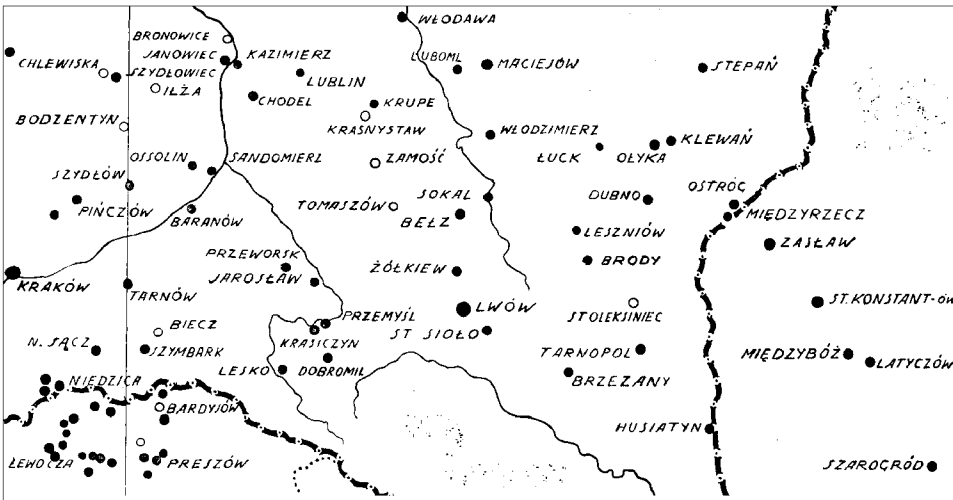 WŁODAWA
BRONOWICE
JANOWIEC
KAZIMIERZ
LUBOML
MACIEJÓW
STEPAŃ
CHLEWISKA
SZYDŁOWIEC
LUBLIN
IŁŻA
CHODEL
KRUPE
BODZENTYN
KRASNYSTAW
WŁODZIMIERZ
KLEWAŃ
ŁUCK
OŁYKA
OSSOLIN
SANDOMIERZ
ZAMOŚĆ
SZYDŁÓW
SOKAL
DUBNO
OSTRÓG
PIŃCZÓW
TOMASZÓW
BEŁZ
MIĘDZYRZECZ
BARANÓW
LESZNIÓW
ZASŁAW
PRZEWORSK
JAROSŁAW
ŻÓŁKIEW
BRODY
KRAKÓW
TARNÓW
LWÓW
ST. KONSTANT-ÓW
PRZEMYŚL
ST OLEKSINIEC
BIECZ
KRASICZYN
ST SIOŁO
N. SĄCZ
SZYMBARK
TARNOPOL
MIĘDZYBÓŻ
LATYCZÓW
LESKO
DOBROMIL
BRZEZANY
NIEDZICA
BARDYJÓW
HUSIATYN
ŁEWOCZA
PRESZÓW
SZAROGRÓD